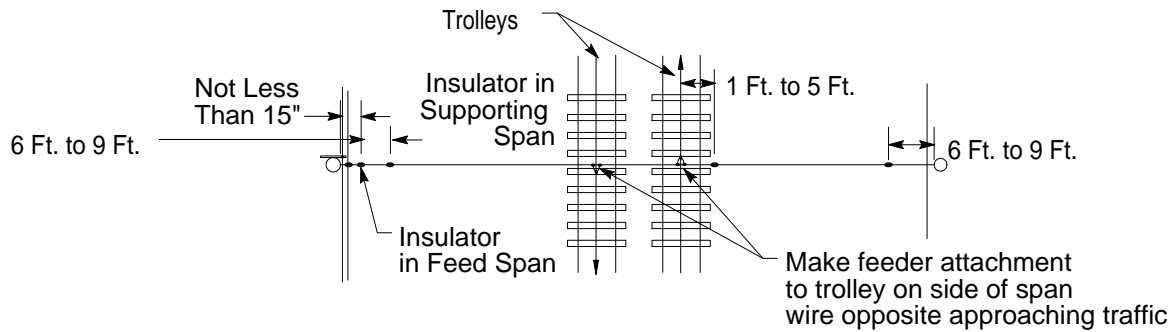 Trolleys
Not Less
Than 15"
Insulator in
Supporting
Span
1 Ft. to 5 Ft.
6 Ft. to 9 Ft.
6 Ft. to 9 Ft.
Insulator
in Feed Span
Make feeder attachment
to trolley on side of span
wire opposite approaching traffic